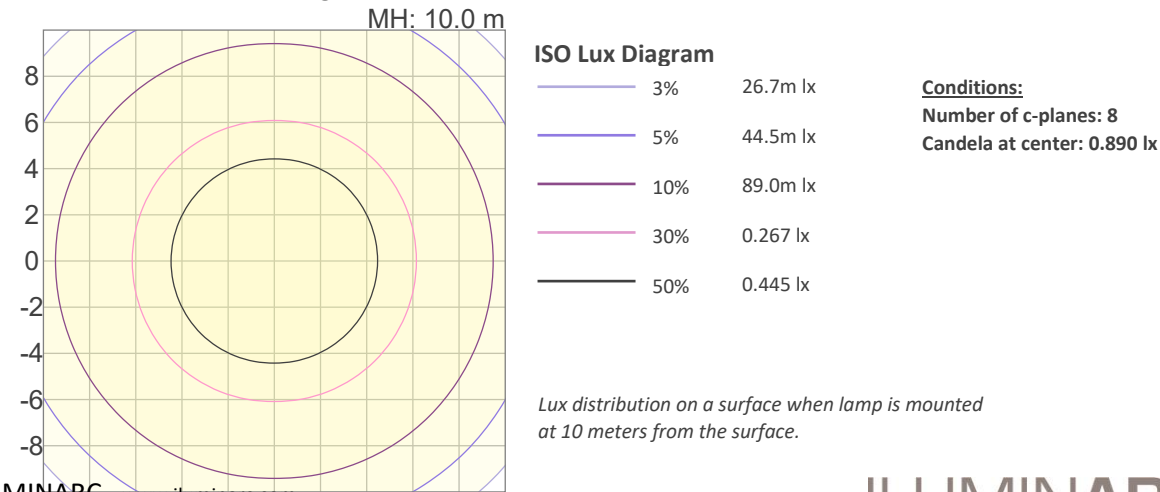 MH: 10.0 m
8
6
4
2
0
-2
-4
-6
-8
ISO Lux Diagram
3% 26.7m lx
5% 44.5m lx
10% 89.0m lx
30% 0.267 lx
50% 0.445 lx
Conditions:
Number of c-planes: 8
Candela at center: 0.890 lx
Lux distribution on a surface when lamp is mounted
at 10 meters from the surface.